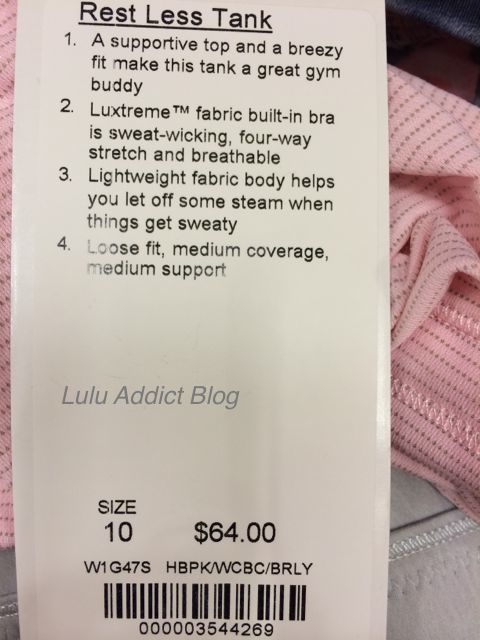 Rest Less Tank
1. A supportive top and a breezy
fit make this tank a great gym
buddy
2. Luxtreme™ fabric built-in bra
is sweat-wicking, four-way
stretch and breathable
3. Lightweight fabric body helps
you let off some steam when
things get sweaty
4. Loose fit, medium coverage,
medium support
Lulu Addict Blog
SIZE
10 $64.00
W1G47S HBPK/WCBC/BRLY
000003544269